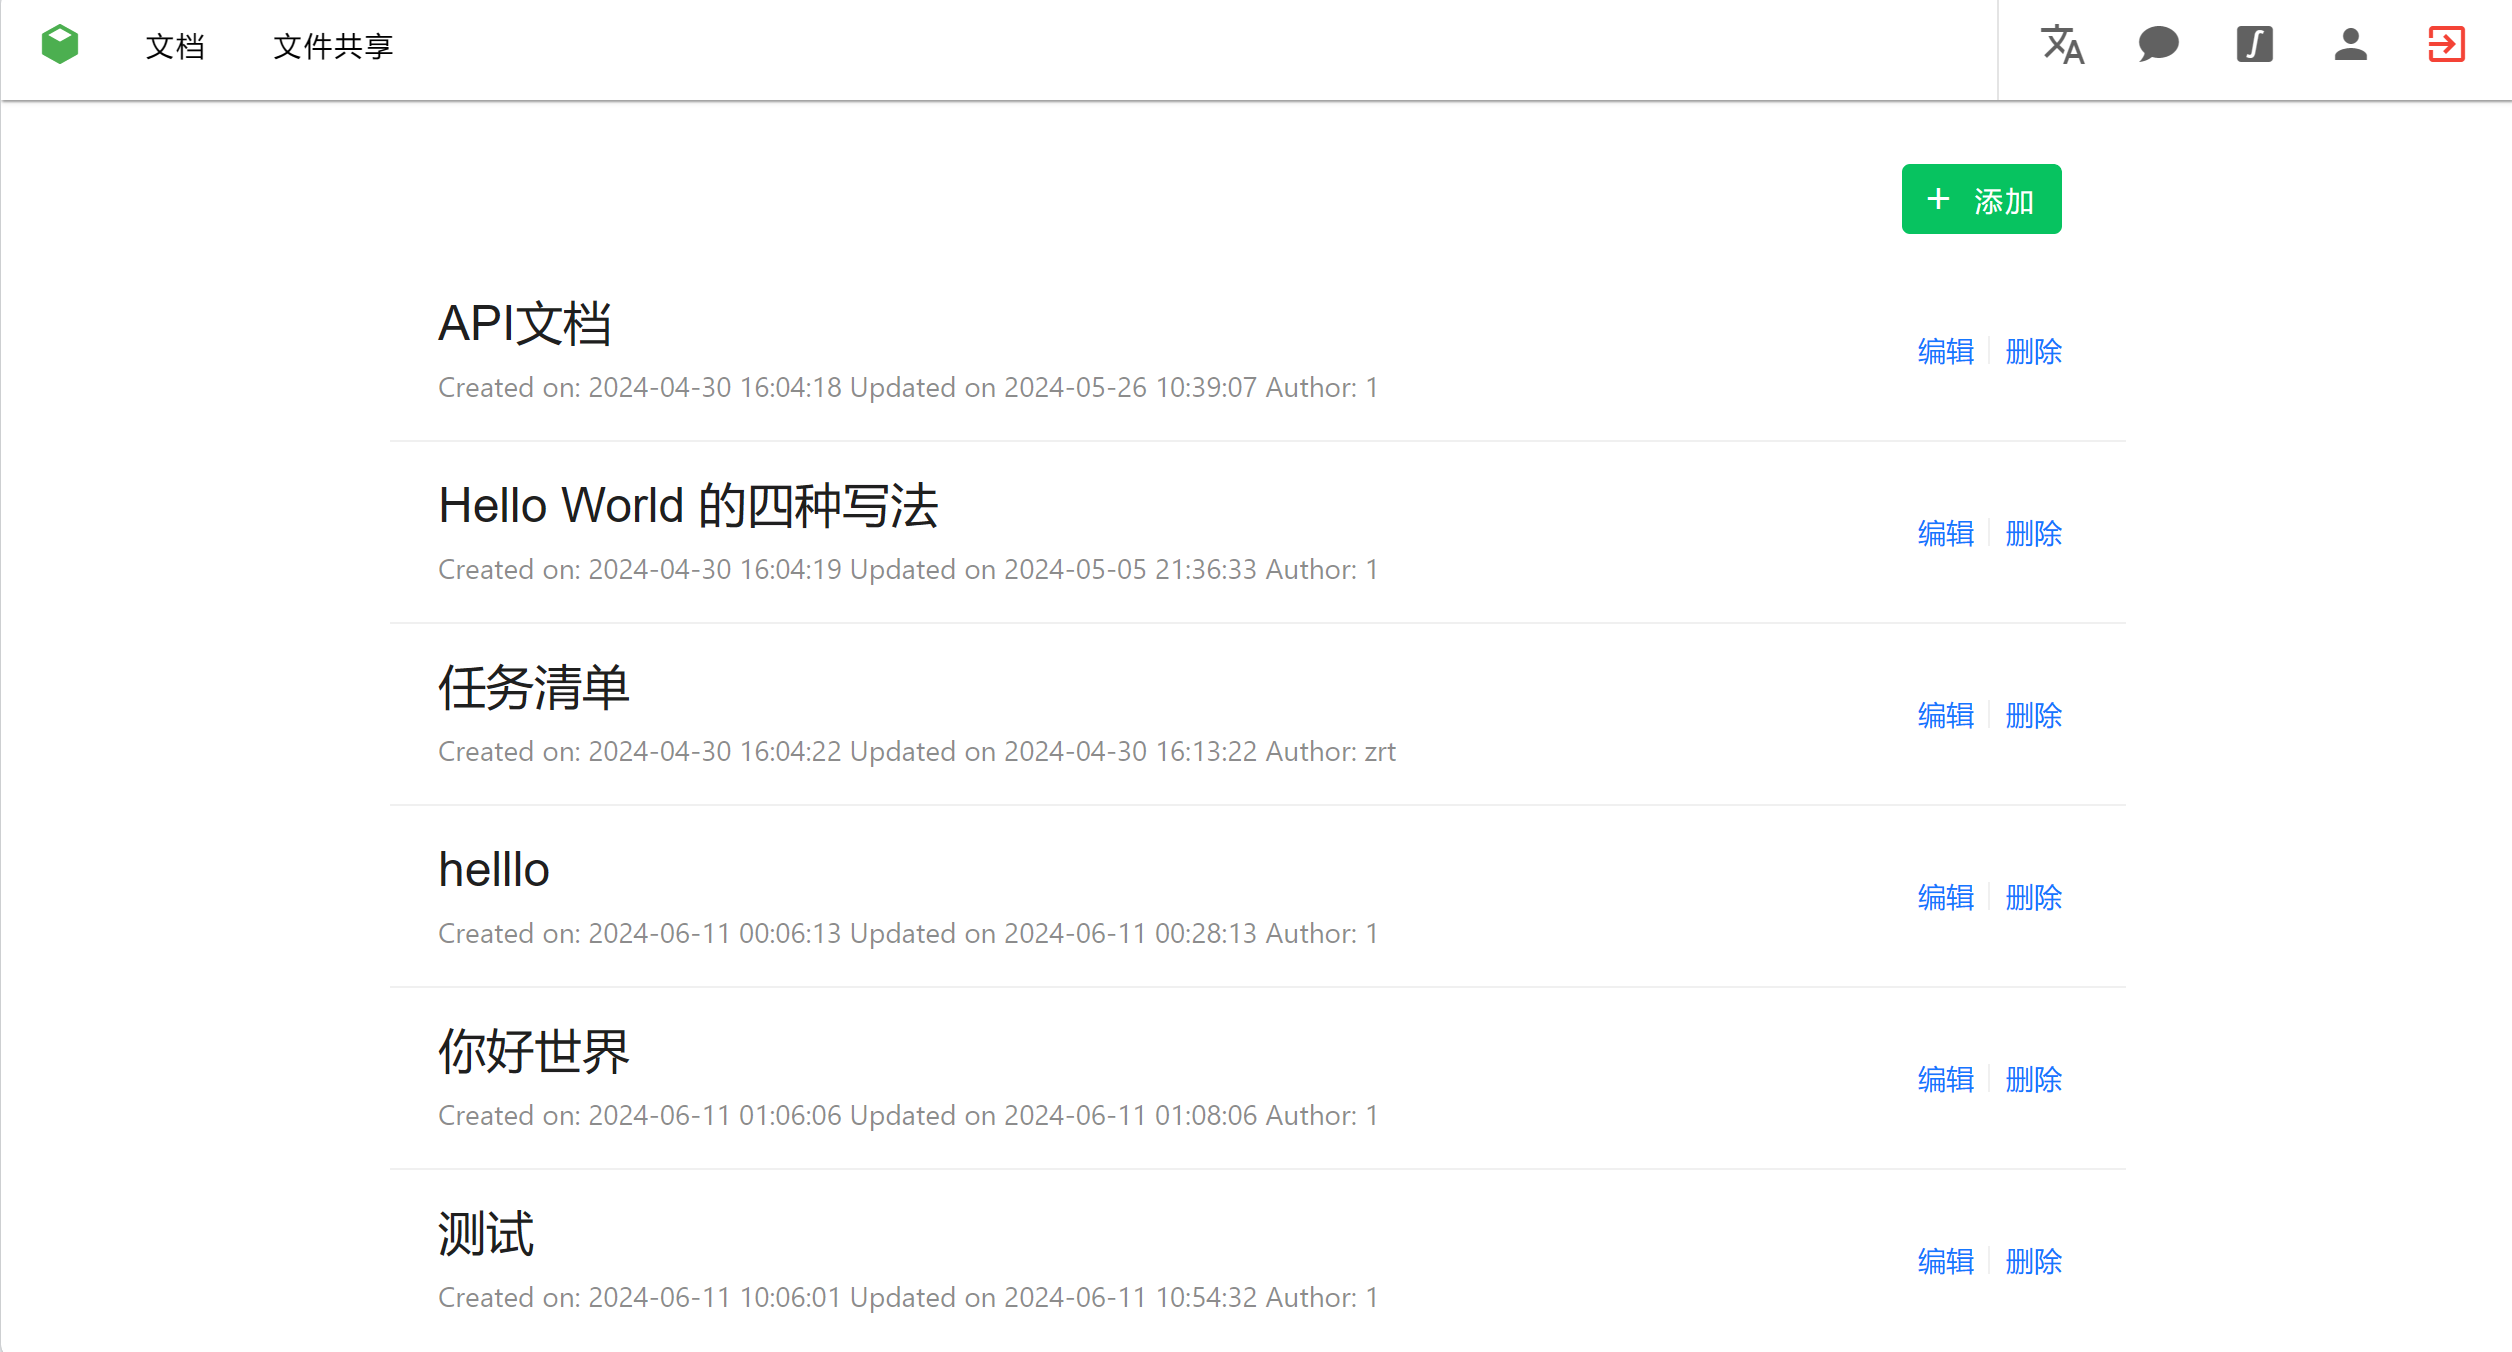 文档 文件共享
+ 添加
API文档
编辑 删除
Created on: 2024-04-30 16:04:18 Updated on 2024-05-26 10:39:07 Author: 1
Hello World 的四种写法
编辑 删除
Created on: 2024-04-30 16:04:19 Updated on 2024-05-05 21:36:33 Author: 1
任务清单
编辑 删除
Created on: 2024-04-30 16:04:22 Updated on 2024-04-30 16:13:22 Author: zrt
helllo
编辑 删除
Created on: 2024-06-11 00:06:13 Updated on 2024-06-11 00:28:13 Author: 1
你好世界
编辑 删除
Created on: 2024-06-11 01:06:06 Updated on 2024-06-11 01:08:06 Author: 1
测试
编辑 删除
Created on: 2024-06-11 10:06:01 Updated on 2024-06-11 10:54:32 Author: 1